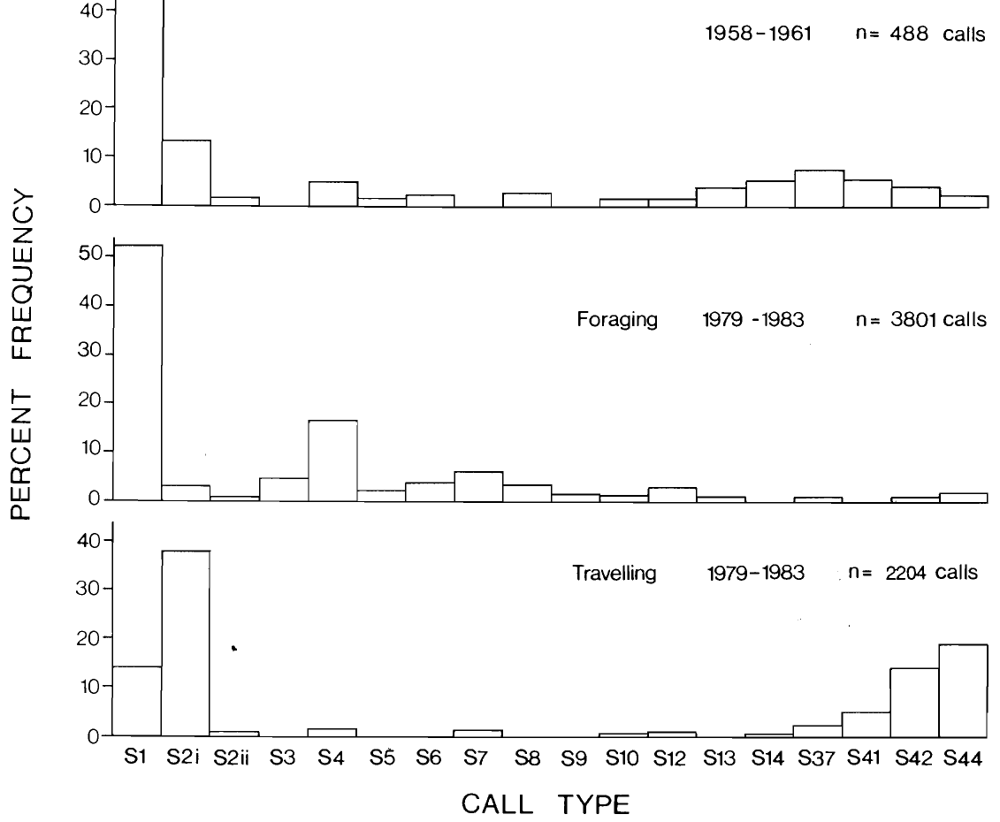 40
1958-1961 n= 488 calls
30
20
10
0
50
40
Foraging 1979 -1983 n= 3801 calls
30
20
10
0
40
Travelling 1979-1983 n= 2204 calls
30
20
10
0
S1 S2i S2ii S3 S4 S5 S6 S7 S8 S9 S10 S12 S13 S14 S37 S41 S42 S44
CALL TYPE
PERCENT FREQUENCY